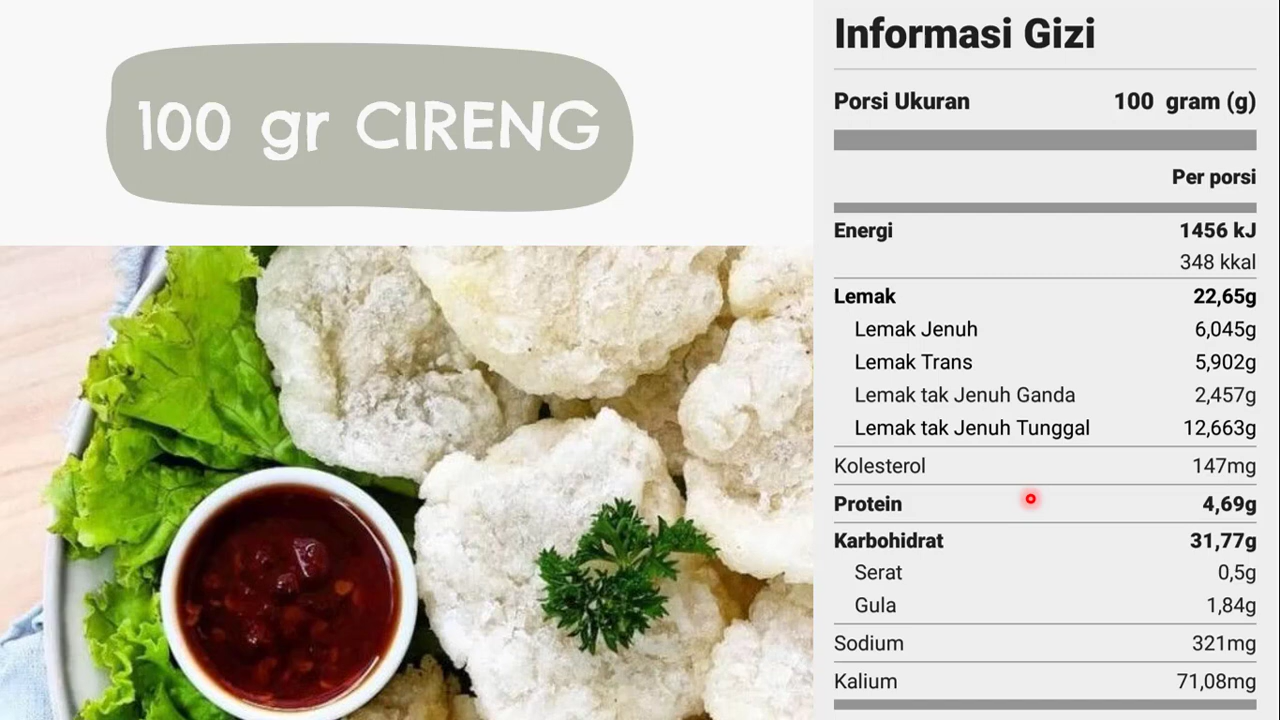 100 gr CIRENG
Informasi Gizi
Porsi Ukuran 100 gram (g)
Per porsi
Energi 1456 kJ
348 kkal
Lemak 22,65g
Lemak Jenuh 6,045g
Lemak Trans 5,902g
Lemak tak Jenuh Ganda 2,457g
Lemak tak Jenuh Tunggal 12,663g
Kolesterol 147mg
Protein 4,69g
Karbohidrat 31,77g
Serat 0,5g
Gula 1,84g
Sodium 321mg
Kalium 71,08mg